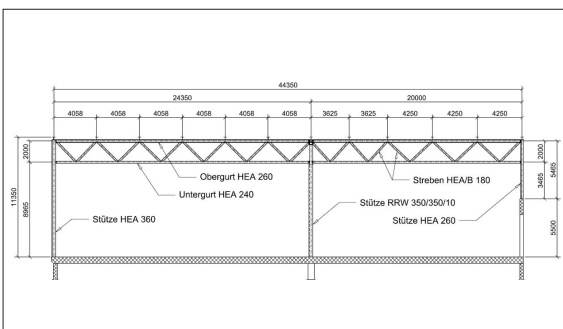 44350
24350 20000
4058 4058 4058 4058 4058 4058 3625 3625 4250 4250 4250
2000 2000
Obergurt HEA 260
Streben HEA/B 180
5465
3465
Untergurt HEA 240
11350
Stütze RRW 350/350/10
8965
Stütze HEA 360
Stütze HEA 260
5500